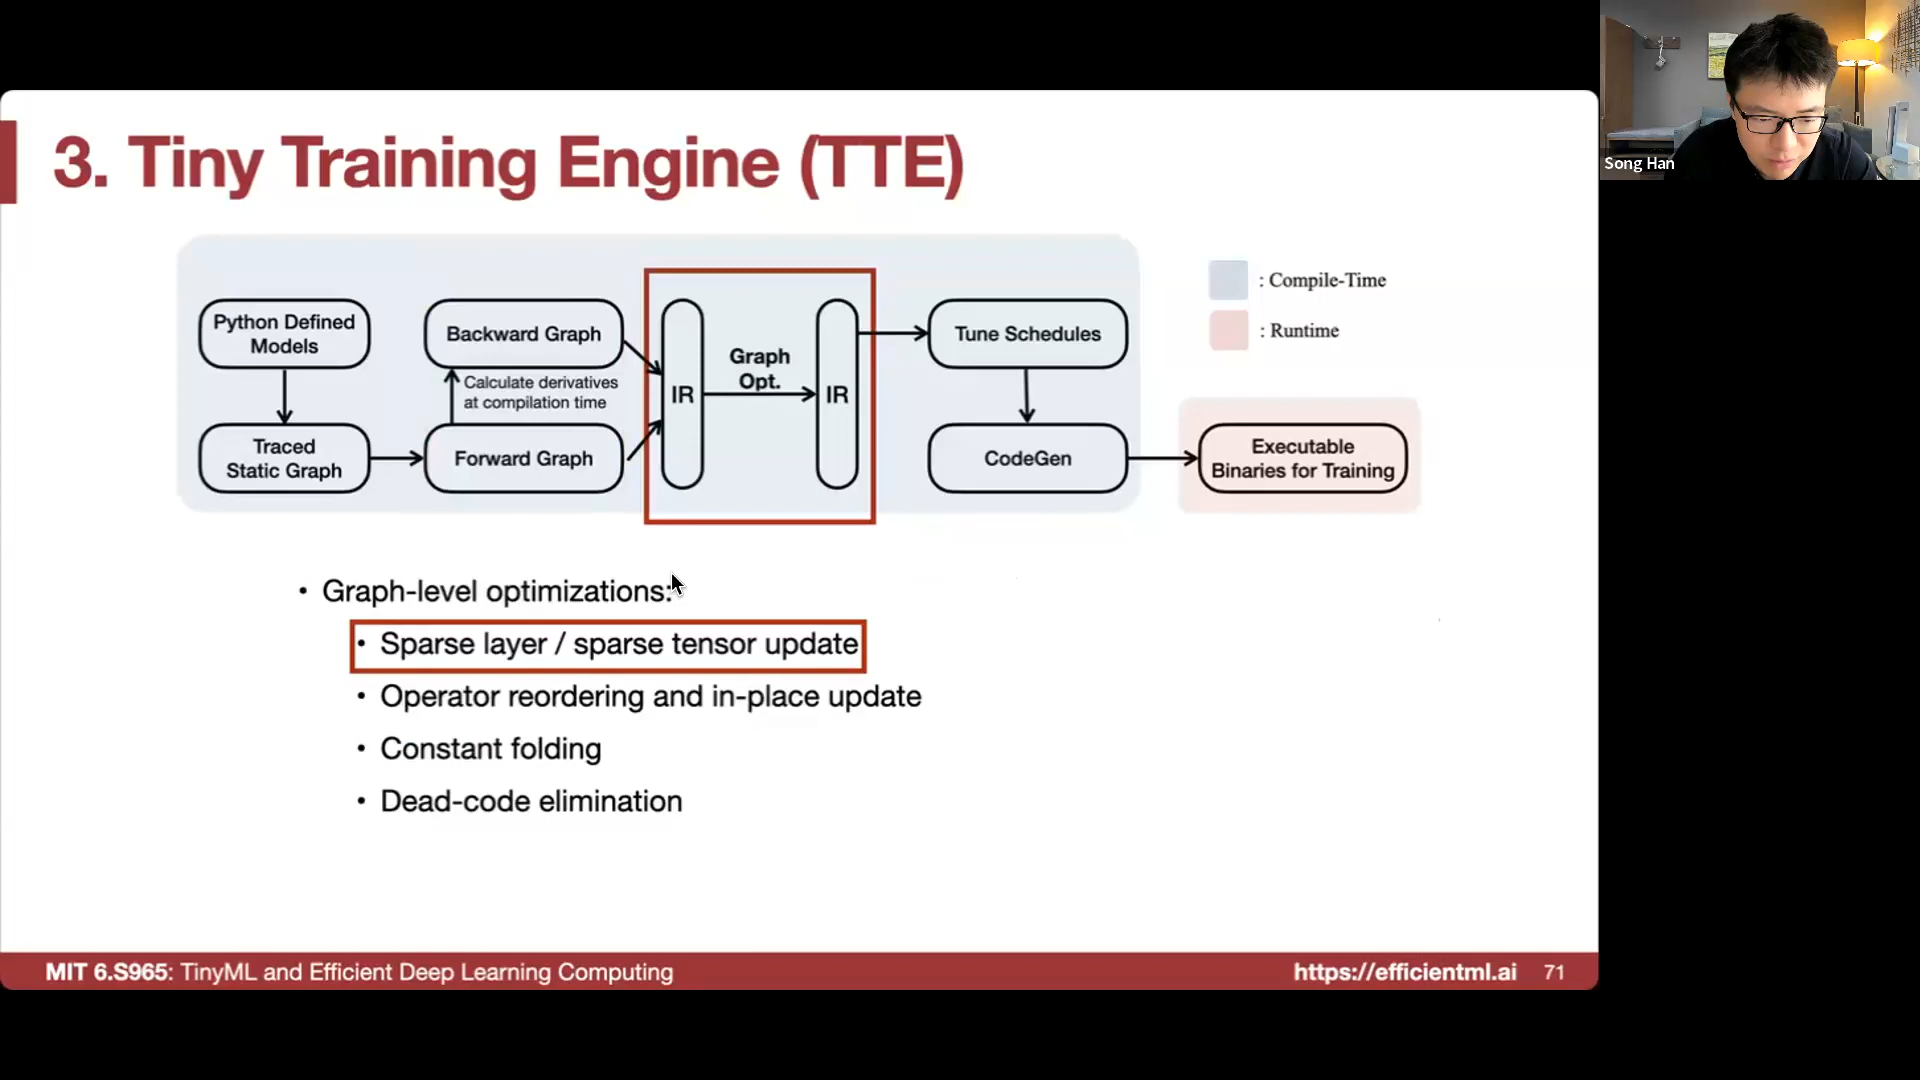 3. Tiny Training Engine (TTE)
Song Han
Python Defined
Models
Traced
Static Graph
Backward Graph
Calculate derivatives
at compilation time
Forward Graph
IR
Graph
Opt.
IR
Tune Schedules
CodeGen
: Compile-Time
: Runtime
Executable
Binaries for Training
• Graph-level optimizations:
• Sparse layer / sparse tensor update
• Operator reordering and in-place update
• Constant folding
• Dead-code elimination
MIT 6.S965: TinyML and Efficient Deep Learning Computing
https://efficientml.ai 71